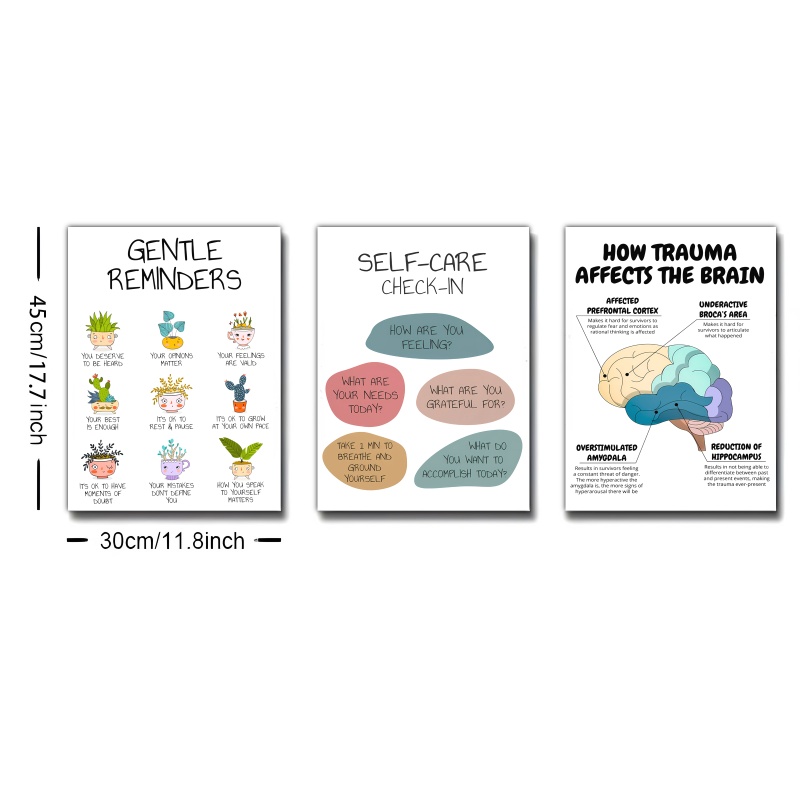 45cm/17.7inch
30cm/11.8inch
GENTLE
REMINDERS
YOU DESERVE
TO BE HEARD
YOUR OPINIONS
MATTER
YOUR FEELINGS
ARE VALID
YOUR BEST
IS ENOUGH
IT'S OK TO
REST & PAUSE
IT'S OK TO GROW
AT YOUR OWN PACE
IT'S OK TO HAVE
MOMENTS OF
DOUBT
YOUR MISTAKES
DON'T DEFINE
YOU
HOW YOU SPEAK
TO YOURSELF
MATTERS
SELF-CARE
CHECK-IN
HOW ARE YOU
FEELING?
WHAT ARE
YOUR NEEDS
TODAY?
WHAT ARE YOU
GRATEFUL FOR?
TAKE 1 MIN TO
BREATHE AND
GROUND
YOURSELF
WHAT DO
YOU WANT TO
ACCOMPLISH TODAY?
HOW TRAUMA
AFFECTS THE BRAIN
AFFECTED
PREFRONTAL CORTEX
Makes it hard for survivors to
regulate fear and emotions as
rational thinking is affected
UNDERACTIVE
BROCA'S AREA
Makes it hard for
survivors to articulate
what happened
OVERSTIMULATED
AMYGDALA
Results in survivors feeling
a constant threat of danger.
The more hyperactive the
amygdala is, the more signs of
hyperarousal there will be
REDUCTION OF
HIPPOCAMPUS
Results in not being able to
differentiate between past
and present events, making
the trauma ever-present